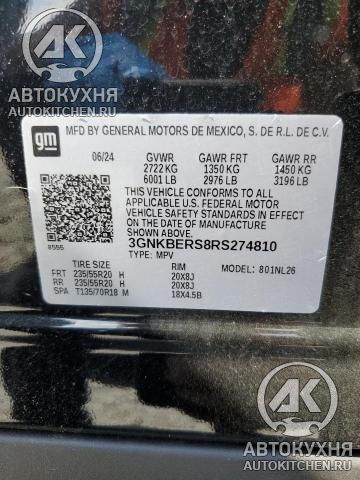 AK
АВТОКУХНЯ
AUTOKITCHEN.RU
gm
MFD BY GENERAL MOTORS DE MEXICO, S. DE R.L. DE C.V.
06/24 GVWR GAWR FRT GAWR RR
2722 KG 1350 KG 1450 KG
6001 LB 2976 LB 3196 LB
THIS VEHICLE CONFORMS TO ALL
APPLICABLE U.S. FEDERAL MOTOR
VEHICLE SAFETY STANDARDS IN EFFECT
ON THE DATE OF MANUFACTURE SHOWN ABOVE.
3GNKBERS8RS274810
TYPE: MPV
8555
TIRE SIZE RIM MODEL: 801NL26
FRT 235/55R20 H 20X8J
RR 235/55R20 H 20X8J
SPA T135/70R18 M 18X4.5B
AK
АВТОКУХНЯ
AUTOKITCHEN.RU